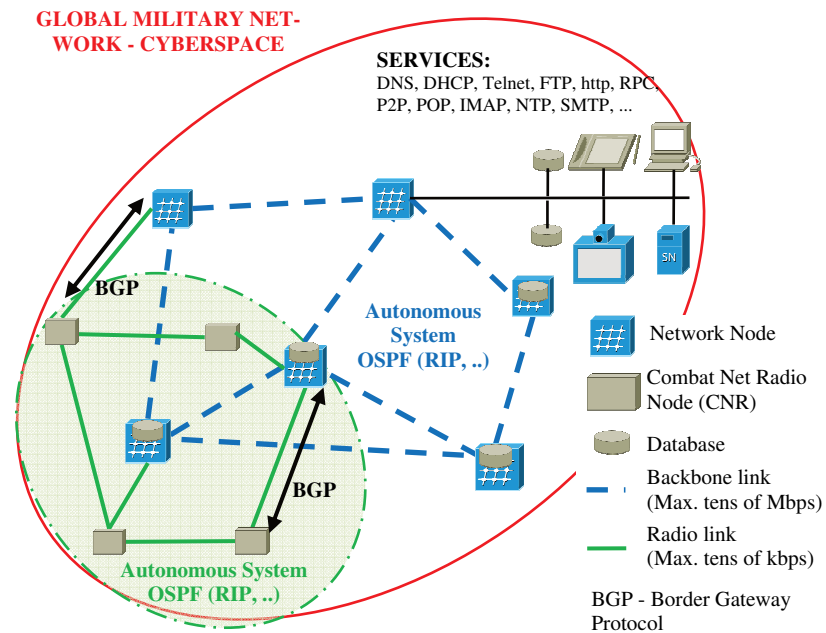 GLOBAL MILITARY NET-
WORK - CYBERSPACE
SERVICES:
DNS, DHCP, Telnet, FTP, http, RPC,
P2P, POP, IMAP, NTP, SMTP, ...
SN
BGP
Autonomous
System
OSPF (RIP, ..)
BGP
Autonomous System
OSPF (RIP, ..)
Network Node
Combat Net Radio
Node (CNR)
Database
Backbone link
(Max. tens of Mbps)
Radio link
(Max. tens of kbps)
BGP - Border Gateway
Protocol